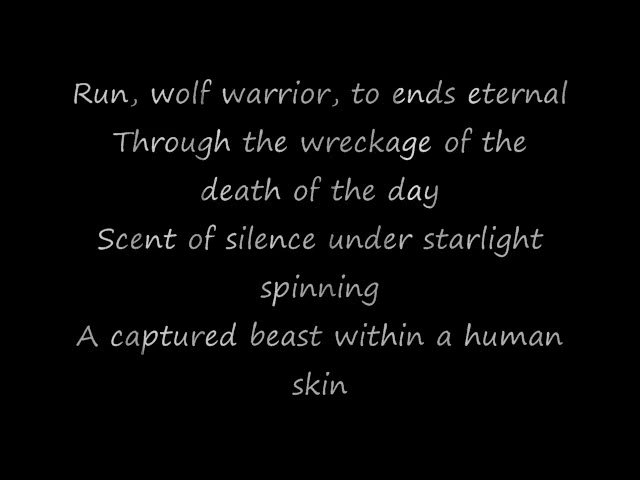 Run, wolf warrior, to ends eternal
Through the wreckage of the
death of the day
Scent of silence under starlight
spinning
A captured beast within a human
skin